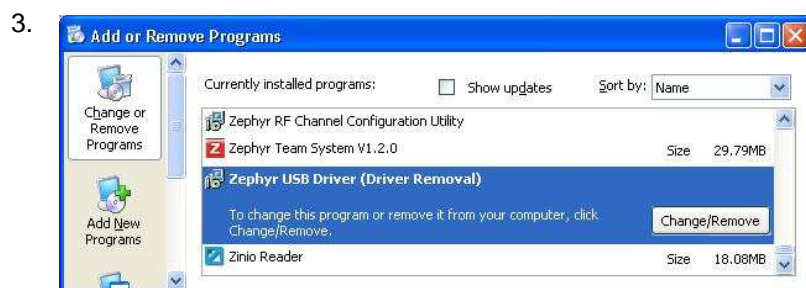 3.
Add or Remove Programs
Change or
Remove
Programs
Add New
Programs
Currently installed programs:
Show updates
Sort by:
Name
Zephyr RF Channel Configuration Utility
Zephyr Team System V1.2.0
Size 29.79MB
Zephyr USB Driver (Driver Removal)
To change this program or remove it from your computer, click
Change/Remove.
Change/Remove
Zinio Reader
Size 18.08MB